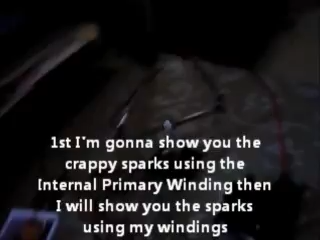 1st I'm gonna show you the
crappy sparks using the
Internal Primary Winding then
I will show you the sparks
using my windings